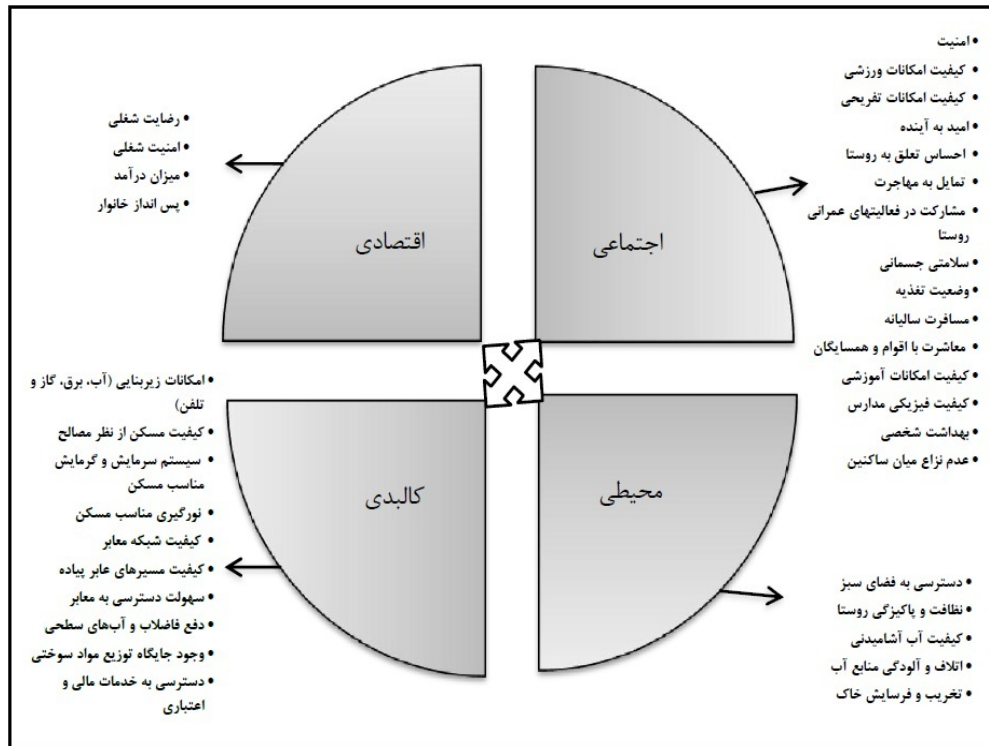 • امنیت
• کیفیت امکانات ورزشی
• کیفیت امکانات تفریحی
• امید به آینده
• احساس تعلق به روستا
• تمایل به مهاجرت
• مشارکت در فعالیتهای عمرانی
روستا
• سلامتی جسمانی
• وضعیت تغذیه
• مسافرت سالیانه
• معاشرت با اقوام و همسایگان
• کیفیت امکانات آموزشی
• کیفیت فیزیکی مدارس
• بهداشت شخصی
• عدم نزاع میان ساکنین
اجتماعی
اقتصادی
• رضایت شغلی
• امنیت شغلی
• میزان درآمد
• پس انداز خانوار
محیطی
• دسترسی به فضای سبز
• نظافت و پاکیزگی روستا
• کیفیت آب آشامیدنی
• اتلاف و آلودگی منابع آب
• تخریب و فرسایش خاک
کالبدی
• امکانات زیربنایی (آب، برق، گاز و
تلفن)
• کیفیت مسکن از نظر مصالح
• سیستم سرمایش و گرمایش
مناسب مسکن
• نورگیری مناسب مسکن
• کیفیت شبکه معابر
• کیفیت مسیرهای عابر پیاده
• سهولت دسترسی به معابر
• دفع فاضلاب و آب‌های سطحی
• وجود جایگاه توزیع مواد سوختی
• دسترسی به خدمات مالی و
اعتباری